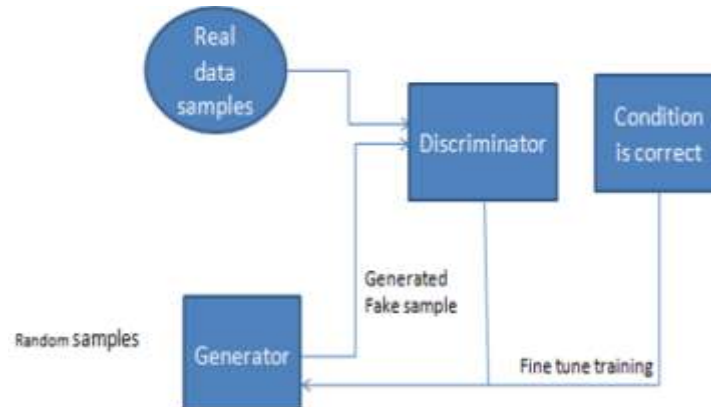 Real
data
samples
Discriminator
Condition
is correct
Generated
Fake sample
Random samples
Generator
Fine tune training